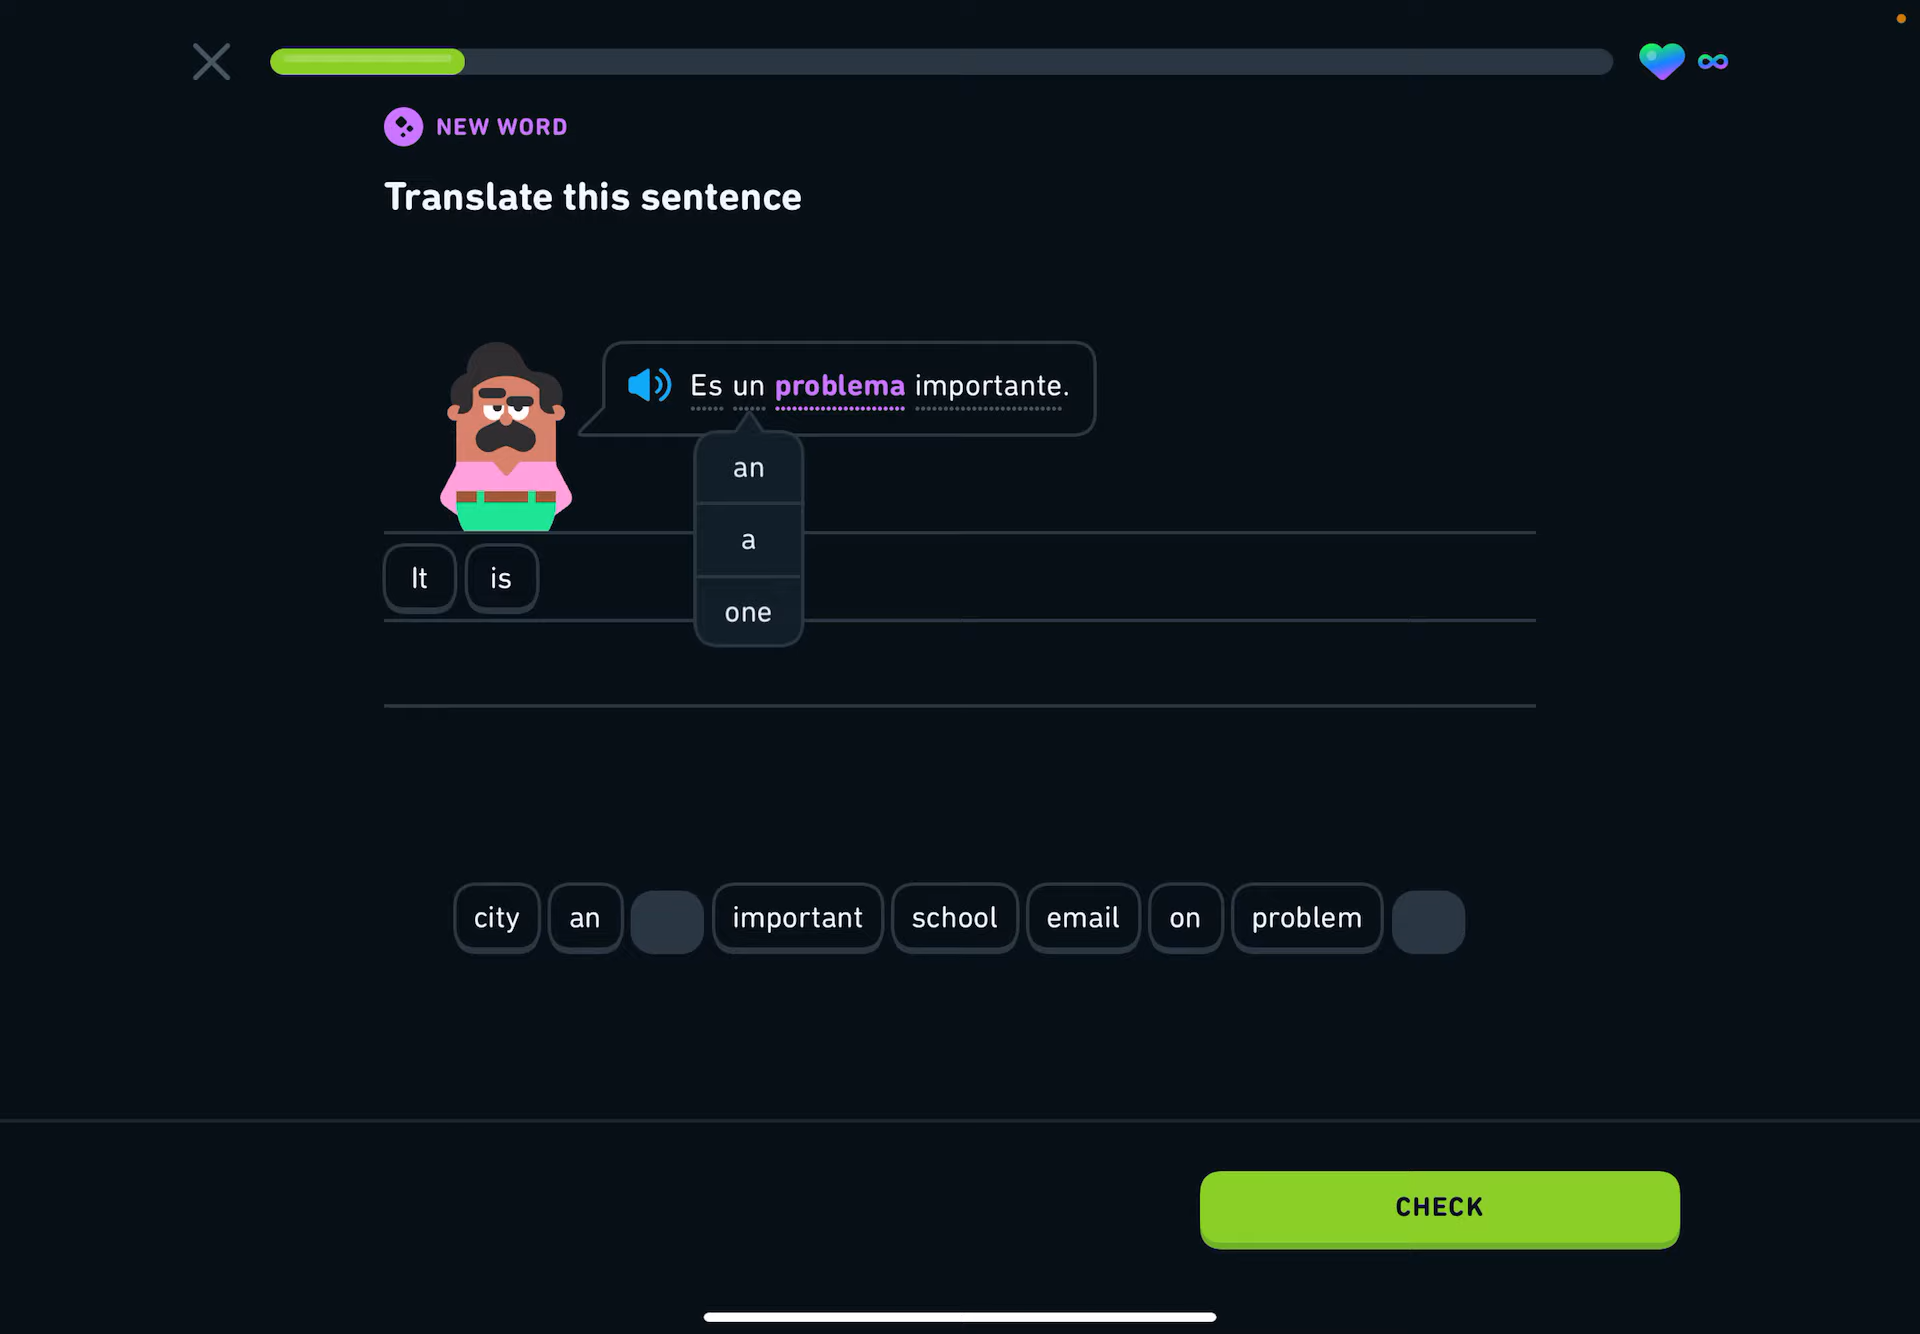 NEW WORD
Translate this sentence
Es un problema importante.
an
a
one
It is
city an important school email on problem
CHECK